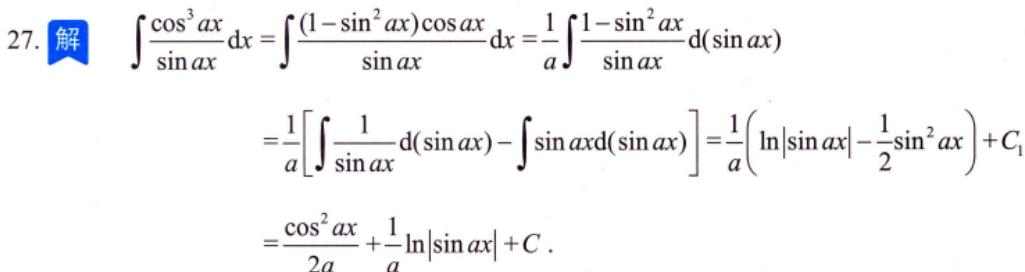 27. 解 ∫ cos³ax/sin ax dx = ∫ (1−sin²ax)cos ax/sin ax dx = 1/a ∫ 1−sin²ax/sin ax d(sin ax)
= 1/a [ ∫ 1/sin ax d(sin ax) − ∫ sin axd(sin ax) ] = 1/a ( ln|sin ax| − 1/2 sin²ax ) + C₁
= cos²ax/2a + 1/a ln|sin ax| + C .